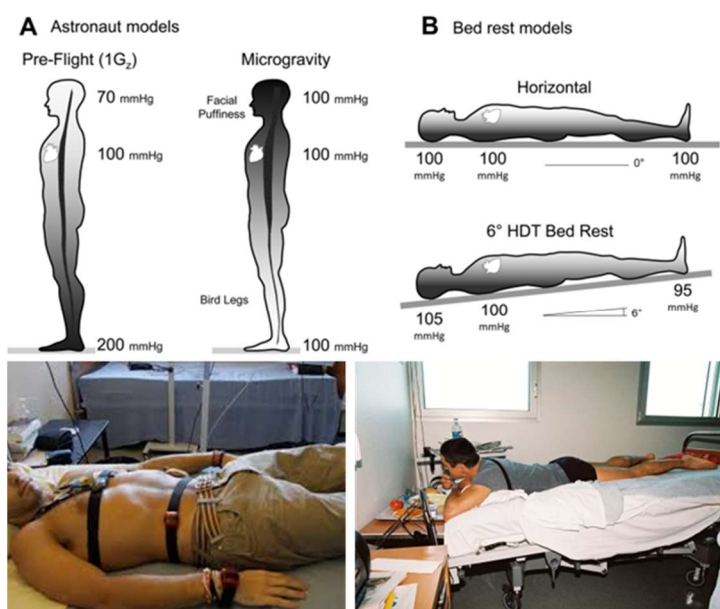 A Astronaut models
Pre-Flight (1Gz)
70 mmHg
100 mmHg
200 mmHg
Microgravity
Facial
Puffiness
100 mmHg
100 mmHg
Bird Legs
100 mmHg
B Bed rest models
Horizontal
100
mmHg
100
mmHg
0°
100
mmHg
6° HDT Bed Rest
105
mmHg
100
mmHg
6°
95
mmHg